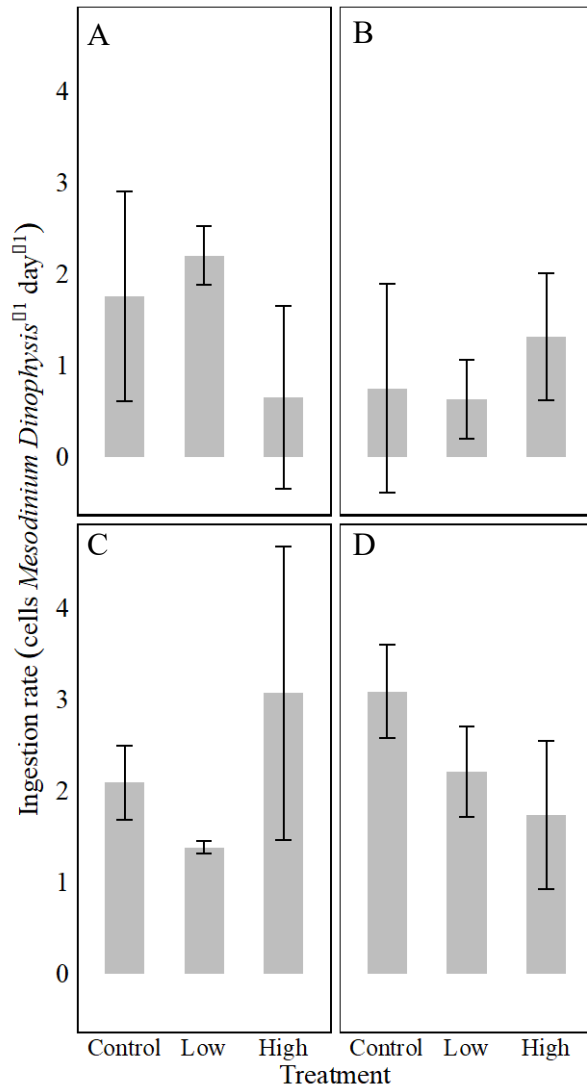 A
B
4
3
2
1
0
C
D
4
3
2
1
0
Ingestion rate (cells Mesodinium Dinophysis▯1 day▯1)
Control Low High Control Low High
Treatment